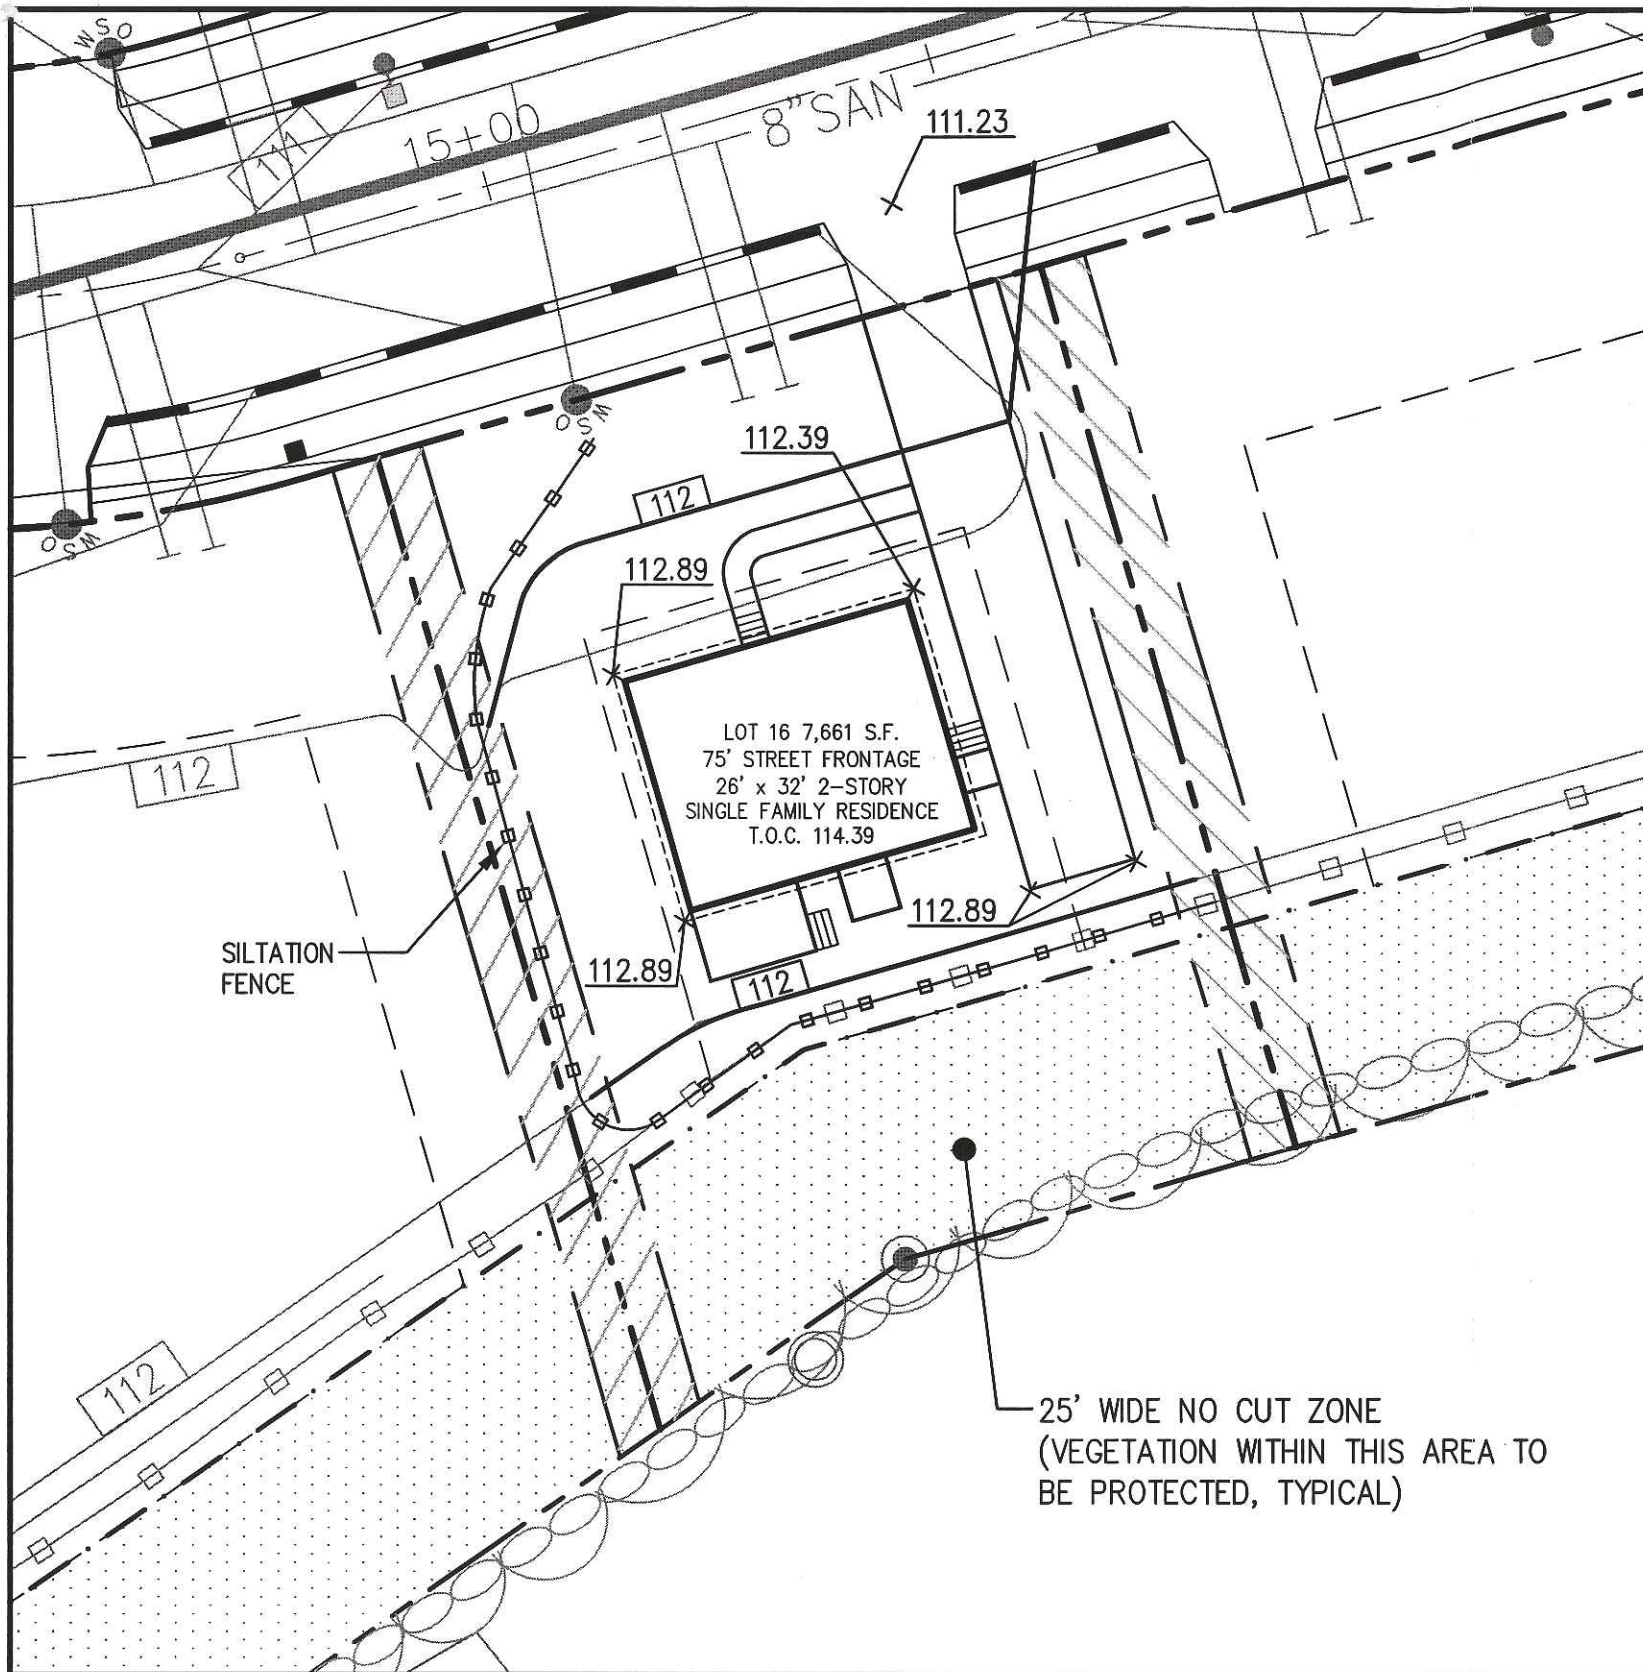 WSO
111
15+00
8"SAN
111.23
WSO
112.39
112
112.89
WSO
LOT 16 7,661 S.F.
75' STREET FRONTAGE
26' x 32' 2-STORY
SINGLE FAMILY RESIDENCE
T.O.C. 114.39
112
112.89
SILTATION
FENCE
112.89
112
112
25' WIDE NO CUT ZONE
(VEGETATION WITHIN THIS AREA TO
BE PROTECTED, TYPICAL)